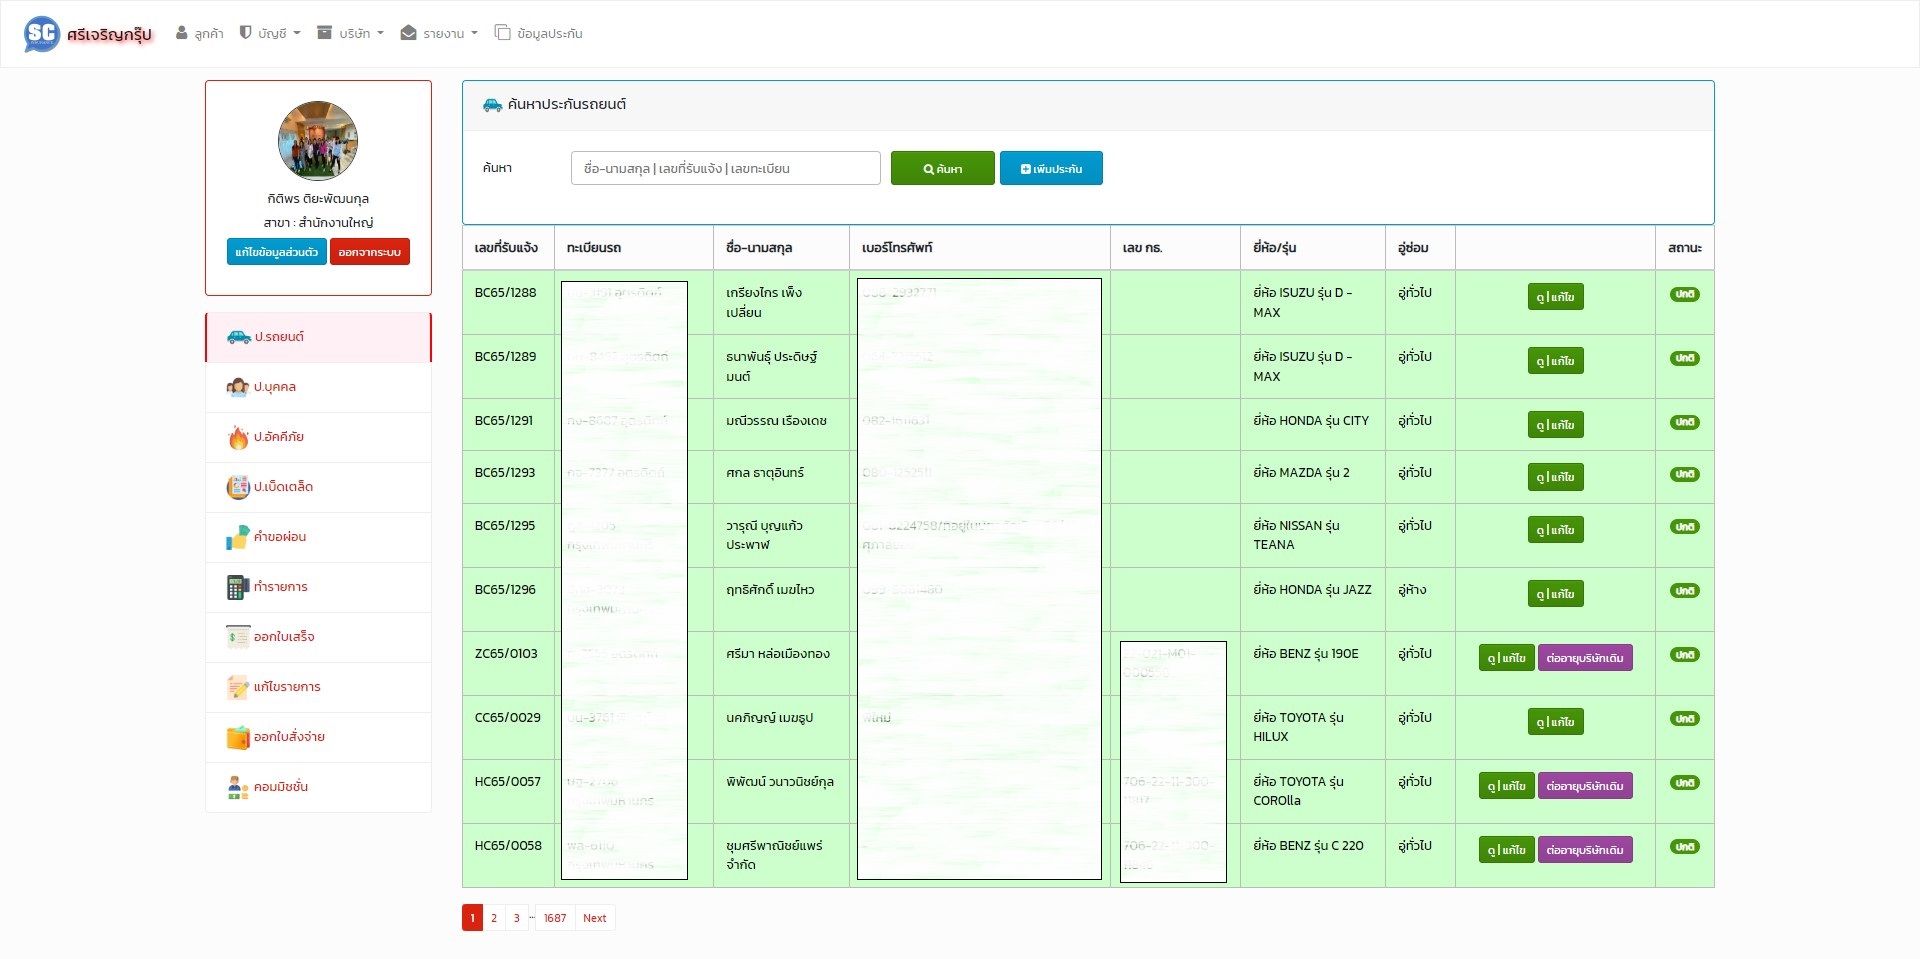 SC ศรีเจริญกรุ๊ป ลูกค้า บัญชี บริษัท รายงาน ข้อมูลประกัน
กิติพร ติยะพัฒนกุล
สาขา : สำนักงานใหญ่
แก้ไขข้อมูลส่วนตัว ออกจากระบบ
ป.รถยนต์
ป.บุคคล
ป.อัคคีภัย
ป.เบ็ดเตล็ด
คำขอผ่อน
ทำรายการ
ออกใบเสร็จ
แก้ไขรายการ
ออกใบสั่งจ่าย
คอมมิชชั่น
ค้นหาประกันรถยนต์
ค้นหา ชื่อ-นามสกุล | เลขที่รับแจ้ง | เลขทะเบียน ค้นหา เพิ่มประกัน
เลขที่รับแจ้ง ทะเบียนรถ ชื่อ-นามสกุล เบอร์โทรศัพท์ เลข กธ. ยี่ห้อ/รุ่น อู่ซ่อม สถานะ
BC65/1288 เกรียงไกร เพ็ง ยี่ห้อ ISUZU รุ่น D - อู่ทั่วไป ดู | แก้ไข ปกติ
เปลี่ยน MAX
BC65/1289 ธนาพันธุ์ ประดิษฐ์ ยี่ห้อ ISUZU รุ่น D - อู่ทั่วไป ดู | แก้ไข ปกติ
มนต์ MAX
BC65/1291 มณีวรรณ เรืองเดช ยี่ห้อ HONDA รุ่น CITY อู่ทั่วไป ดู | แก้ไข ปกติ
BC65/1293 ศกล ธาตุอินทร์ ยี่ห้อ MAZDA รุ่น 2 อู่ทั่วไป ดู | แก้ไข ปกติ
BC65/1295 วารุณี บุญแก้ว ยี่ห้อ NISSAN รุ่น อู่ทั่วไป ดู | แก้ไข ปกติ
ประพาฬ TEANA
BC65/1296 ฤทธิศักดิ์ เมฆไหว ยี่ห้อ HONDA รุ่น JAZZ อู่ห้าง ดู | แก้ไข ปกติ
ZC65/0103 ศรีมา หล่อเมืองทอง ยี่ห้อ BENZ รุ่น 190E อู่ทั่วไป ดู | แก้ไข ต่ออายุบริษัทเดิม ปกติ
CC65/0029 นคภิญญ์ เมฆธูป ยี่ห้อ TOYOTA รุ่น อู่ทั่วไป ดู | แก้ไข ปกติ
HILUX
HC65/0057 พิพัฒน์ วนาวนิชย์กุล ยี่ห้อ TOYOTA รุ่น อู่ทั่วไป ดู | แก้ไข ต่ออายุบริษัทเดิม ปกติ
COROlla
HC65/0058 ชุมศรีพาณิชย์แพร่ ยี่ห้อ BENZ รุ่น C 220 อู่ทั่วไป ดู | แก้ไข ต่ออายุบริษัทเดิม ปกติ
จำกัด
1 2 3 ... 1687 Next